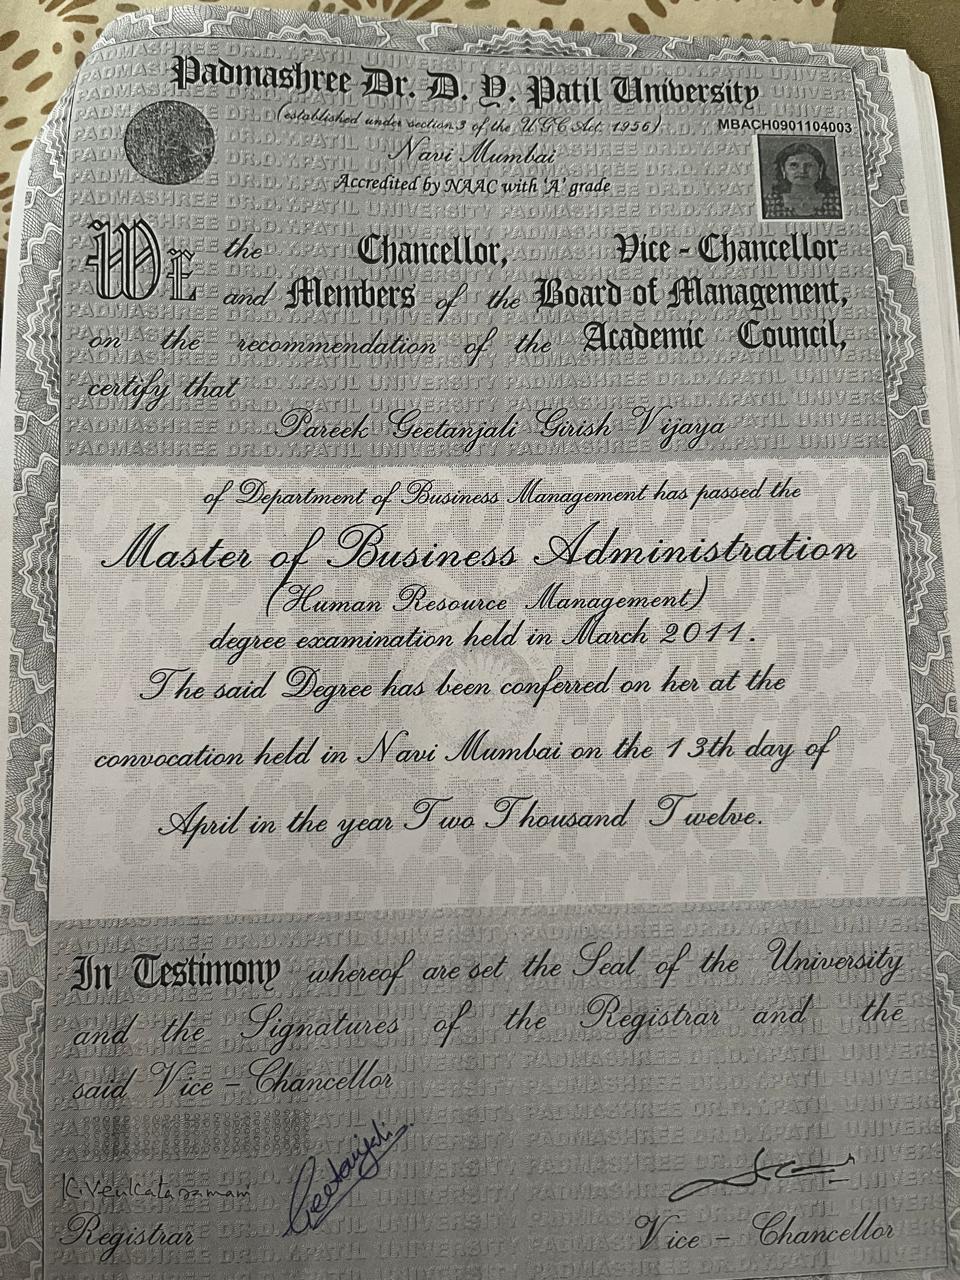 Padmashree Dr. D. Y. Patil University
(established under section 3 of the U.G.C Act. 1956)
MBACH0901104003
Navi Mumbai
Accredited by NAAC with 'A' grade
We the Chancellor, Vice - Chancellor
and Members of the Board of Management,
on the recommendation of the Academic Council,
certify that
Pareek Geetanjali Girish Vijaya
of Department of Business Management has passed the
Master of Business Administration
(Human Resource Management)
degree examination held in March 2011.
The said Degree has been conferred on her at the
convocation held in Navi Mumbai on the 13th day of
April in the year Two Thousand Twelve.
In Testimony whereof are set the Seal of the University
and the Signatures of the Registrar and the
said Vice - Chancellor
K. Venkataramani
Geetanjali
Registrar
Vice - Chancellor